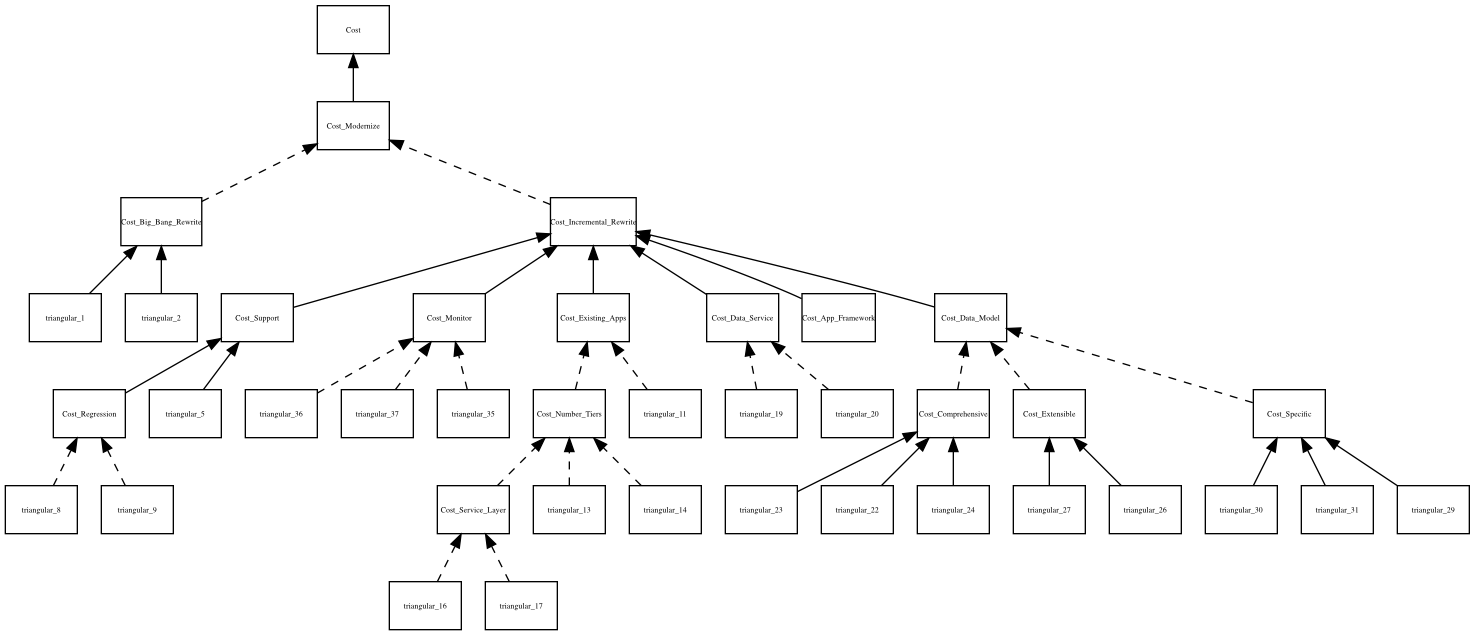 Cost
Cost_Modernize
Cost_Big_Bang_Rewrite
Cost_Incremental_Rewrite
triangular_1
triangular_2
Cost_Support
Cost_Monitor
Cost_Existing_Apps
Cost_Data_Service
Cost_App_Framework
Cost_Data_Model
Cost_Regression
triangular_5
triangular_36
triangular_37
triangular_35
Cost_Number_Tiers
triangular_11
triangular_19
triangular_20
Cost_Comprehensive
Cost_Extensible
Cost_Specific
triangular_8
triangular_9
Cost_Service_Layer
triangular_13
triangular_14
triangular_23
triangular_22
triangular_24
triangular_27
triangular_26
triangular_30
triangular_31
triangular_29
triangular_16
triangular_17